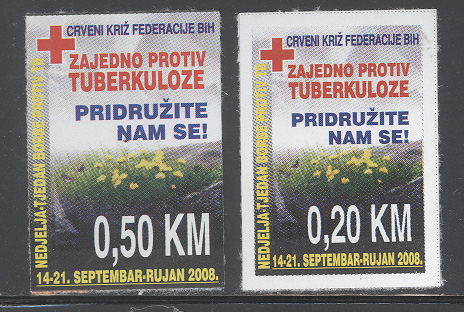 CRVENI KRIŽ FEDERACIJE BiH
ZAJEDNO PROTIV
TUBERKULOZE
PRIDRUŽITE
NAM SE!
NEDJELJA-TJEDAN BORBE PROTIV TB
0,50 KM
14-21. SEPTEMBAR-RUJAN 2008.
CRVENI KRIŽ FEDERACIJE BiH
ZAJEDNO PROTIV
TUBERKULOZE
PRIDRUŽITE
NAM SE!
NEDJELJA-TJEDAN BORBE PROTIV TB
0,20 KM
14-21. SEPTEMBAR-RUJAN 2008.